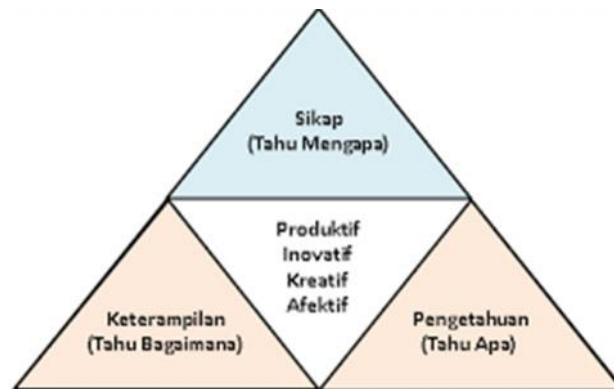 Sikap
(Tahu Mengapa)
Produktif
Inovatif
Kreatif
Afektif
Keterampilan
(Tahu Bagaimana)
Pengetahuan
(Tahu Apa)